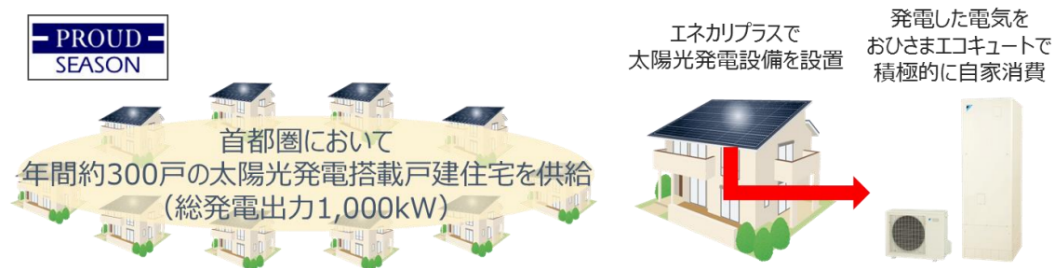 PROUD
SEASON
首都圏において
年間約300戸の太陽光発電搭載戸建住宅を供給
（総発電出力1,000kW）
エネカリプラスで
太陽光発電設備を設置
発電した電気を
おひさまエコキュートで
積極的に自家消費